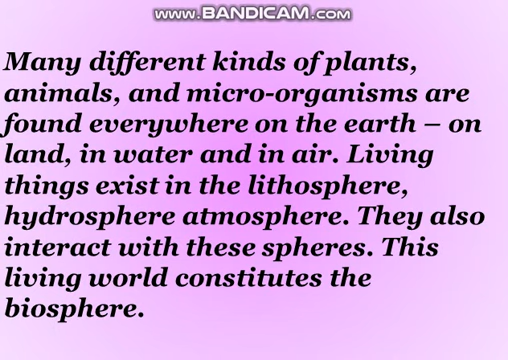 www.BANDICAM.com
Many different kinds of plants,
animals, and micro-organisms are
found everywhere on the earth – on
land, in water and in air. Living
things exist in the lithosphere,
hydrosphere atmosphere. They also
interact with these spheres. This
living world constitutes the
biosphere.